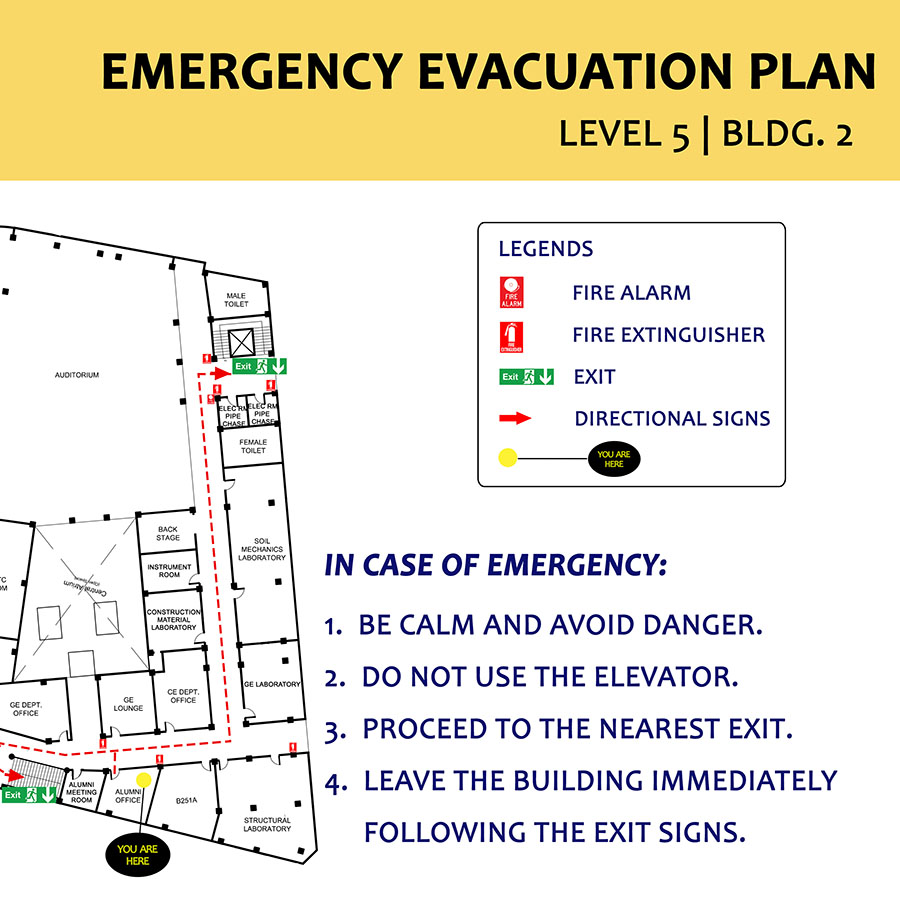 EMERGENCY EVACUATION PLAN
LEVEL 5 | BLDG. 2
LEGENDS
FIRE
ALARM
FIRE ALARM
FIRE
EXTINGUISHER
FIRE EXTINGUISHER
Exit
EXIT
DIRECTIONAL SIGNS
YOU ARE
HERE
MALE
TOILET
Exit
AUDITORIUM
ELEC RM
PIPE
CHASE
ELEC RM
PIPE
CHASE
FEMALE
TOILET
BACK
STAGE
SOIL
MECHANICS
LABORATORY
INSTRUMENT
ROOM
Central Atrium
CONSTRUCTION
MATERIAL
LABORATORY
GE LABORATORY
CE DEPT.
OFFICE
GE
LOUNGE
GE DEPT.
OFFICE
Exit
ALUMNI
MEETING
ROOM
ALUMNI
OFFICE
B251A
STRUCTURAL
LABORATORY
YOU ARE
HERE
IN CASE OF EMERGENCY:
1. BE CALM AND AVOID DANGER.
2. DO NOT USE THE ELEVATOR.
3. PROCEED TO THE NEAREST EXIT.
4. LEAVE THE BUILDING IMMEDIATELY
FOLLOWING THE EXIT SIGNS.